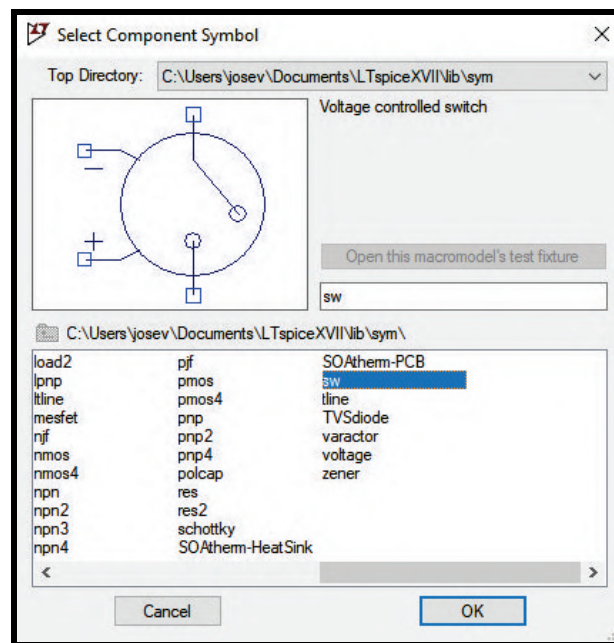 Select Component Symbol
Top Directory: C:\Users\josev\Documents\LTspiceXVII\lib\sym
Voltage controlled switch
−
+
Open this macromodel's test fixture
sw
C:\Users\josev\Documents\LTspiceXVII\lib\sym\
load2 pjf SOAtherm-PCB
lpnp pmos sw
ltline pmos4 tline
mesfet pnp TVSdiode
njf pnp2 varactor
nmos pnp4 voltage
nmos4 polcap zener
npn res
npn2 res2
npn3 schottky
npn4 SOAtherm-HeatSink
Cancel OK